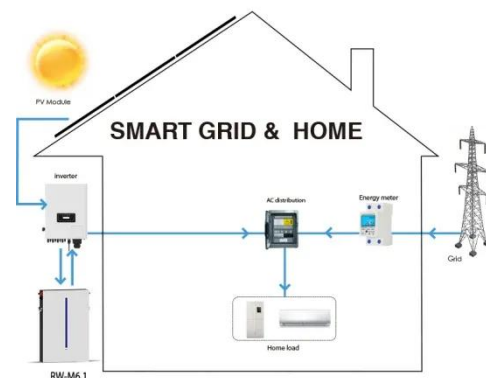 PV Module
SMART GRID & HOME
Inverter
AC distribution
Energy meter
Grid
Home load
RW-M6.1